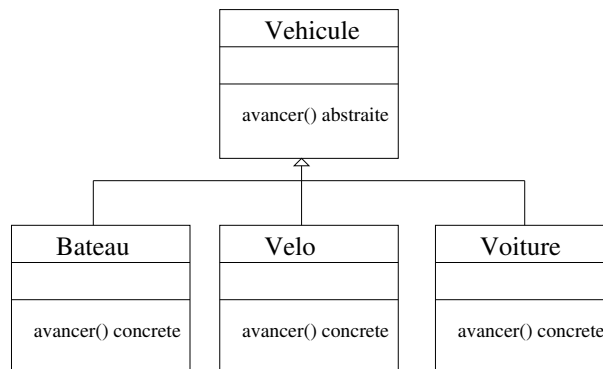 Vehicule
avancer() abstraite
Bateau
Velo
Voiture
avancer() concrete
avancer() concrete
avancer() concrete